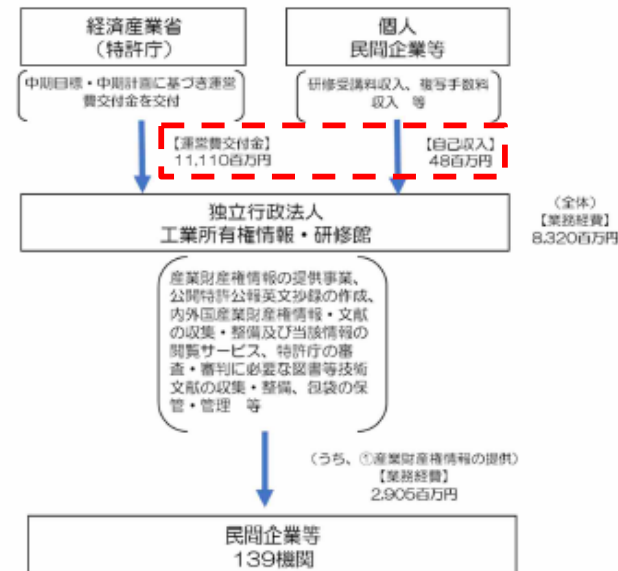 経済産業省
(特許庁)
個人
民間企業等
中期目標・中期計画に基づき運営
費交付金を交付
研修受講料収入、複写手数料
収入 等
【運営費交付金】
11,110百万円
【自己収入】
48百万円
独立行政法人
工業所有権情報・研修館
(全体)
【業務経費】
8,320百万円
産業財産権情報の提供事業、
公開特許公報英文抄録の作成、
内外国産業財産権情報・文献
の収集・整備及び当該情報の
閲覧サービス、特許庁の審
査・審判に必要な図書等技術
文献の収集・整備、包袋の保
管・管理 等
(うち、①産業財産権情報の提供)
【業務経費】
2,905百万円
民間企業等
139機関